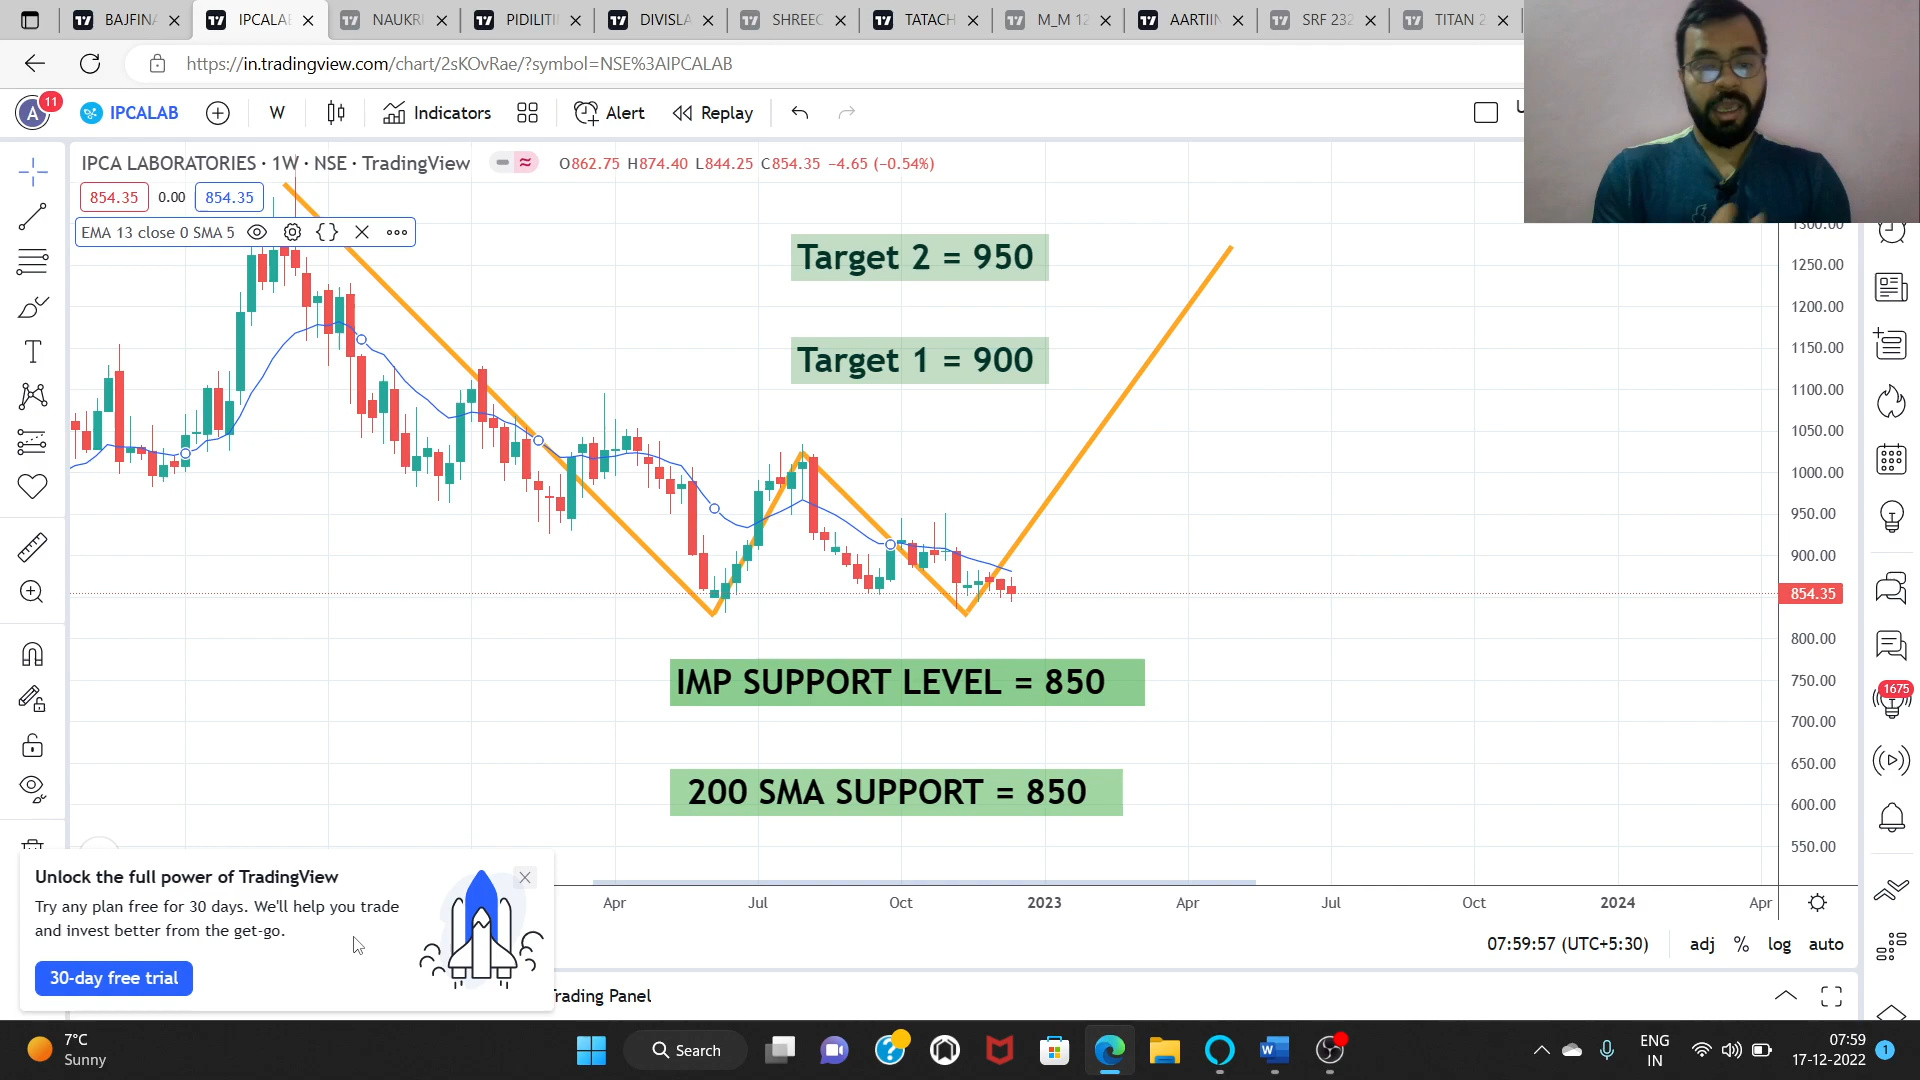 BAJFINA
IPCALAB
NAUKRI
PIDILITII
DIVISLA
SHREEC
TATACH
M_M 12
AARTIIN
SRF 232
TITAN 2
https://in.tradingview.com/chart/2sKOvRae/?symbol=NSE%3AIPCALAB
A 11 IPCALAB W Indicators Alert Replay U
IPCA LABORATORIES · 1W · NSE · TradingView O862.75 H874.40 L844.25 C854.35 −4.65 (−0.54%)
854.35 0.00 854.35
EMA 13 close 0 SMA 5
Target 2 = 950
Target 1 = 900
IMP SUPPORT LEVEL = 850
200 SMA SUPPORT = 850
1300.00
1250.00
1200.00
1150.00
1100.00
1050.00
1000.00
950.00
900.00
854.35
800.00
750.00
700.00
650.00
600.00
550.00
1675
Apr Jul Oct 2023 Apr Jul Oct 2024 Apr
Unlock the full power of TradingView
Try any plan free for 30 days. We'll help you trade
and invest better from the get-go.
30-day free trial
07:59:57 (UTC+5:30) adj % log auto
Trading Panel
7°C
Sunny
Search
ENG
IN
07:59
17-12-2022
1